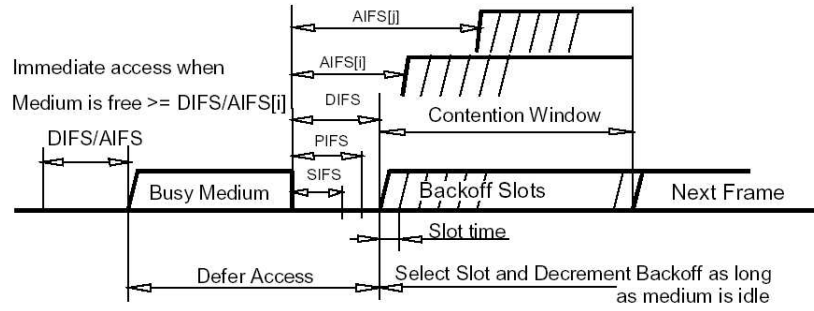 AIFS[j]
Immediate access when
AIFS[i]
Medium is free >= DIFS/AIFS[i]
DIFS
Contention Window
DIFS/AIFS
PIFS
Busy Medium
SIFS
Backoff Slots
Next Frame
Slot time
Defer Access
Select Slot and Decrement Backoff as long
as medium is idle